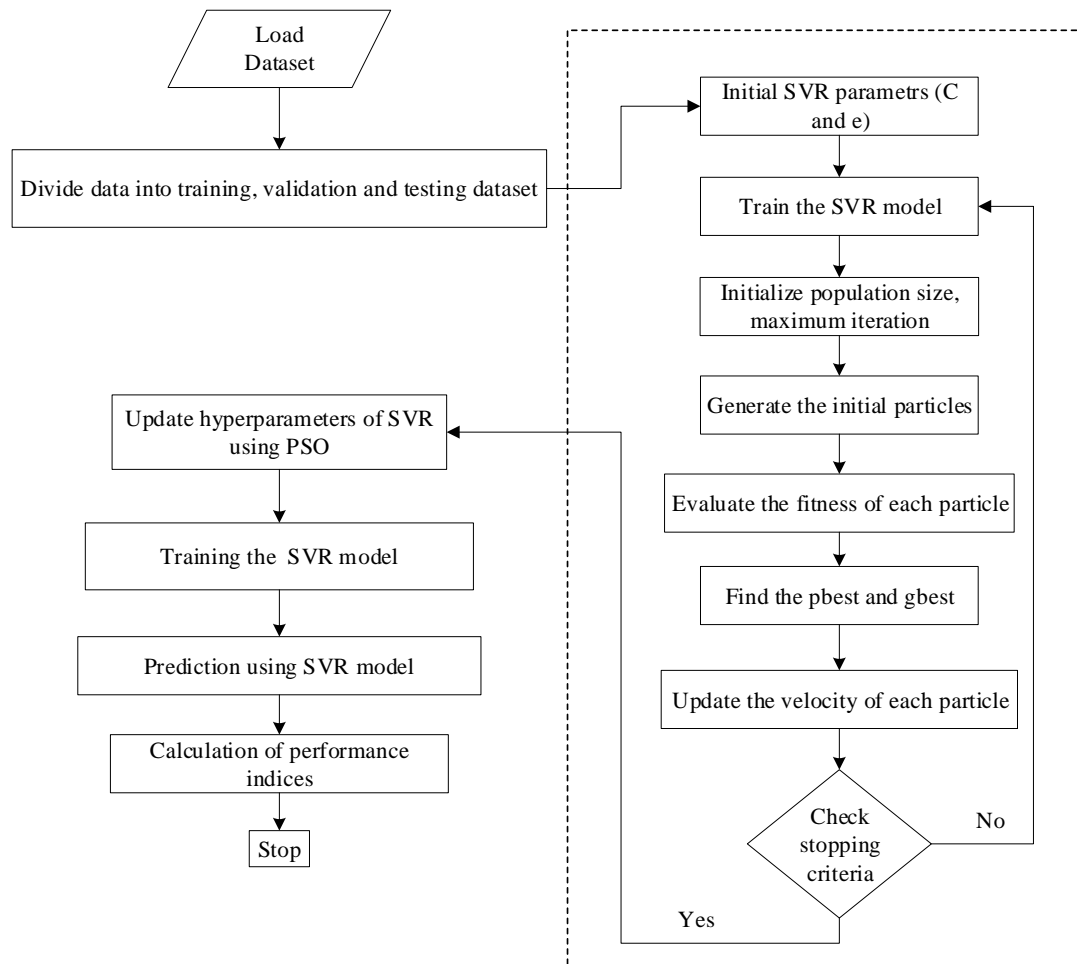 Load
Dataset
Divide data into training, validation and testing dataset
Initial SVR parametrs (C
and e)
Train the SVR model
Initialize population size,
maximum iteration
Generate the initial particles
Evaluate the fitness of each particle
Find the pbest and gbest
Update the velocity of each particle
Check
stopping
criteria
No
Yes
Update hyperparameters of SVR
using PSO
Training the SVR model
Prediction using SVR model
Calculation of performance
indices
Stop